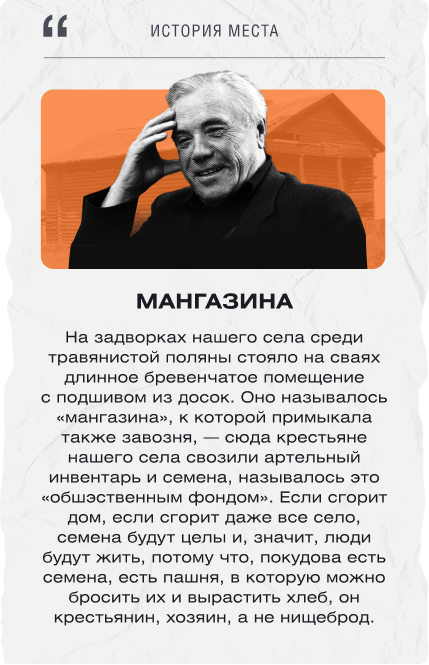 “
ИСТОРИЯ МЕСТА
МАНГАЗИНА
На задворках нашего села среди
травянистой поляны стояло на сваях
длинное бревенчатое помещение
с подшивом из досок. Оно называлось
«мангазина», к которой примыкала
также завозня, — сюда крестьяне
нашего села свозили артельный
инвентарь и семена, называлось это
«обшэственным фондом». Если сгорит
дом, если сгорит даже все село,
семена будут целы и, значит, люди
будут жить, потому что, покудова есть
семена, есть пашня, в которую можно
бросить их и вырастить хлеб, он
крестьянин, хозяин, а не нищеброд.